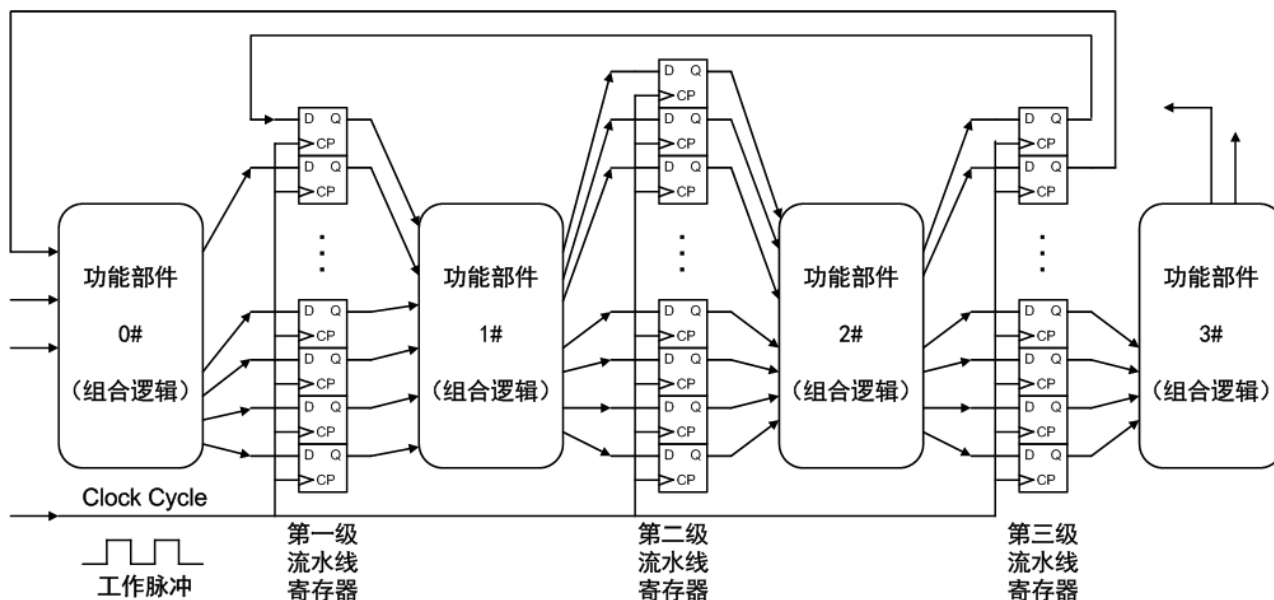 D Q
CP
D Q
CP
D Q
CP
D Q
CP
D Q
CP
D Q
CP
D Q
CP
D Q
CP
D Q
CP
D Q
CP
D Q
CP
D Q
CP
D Q
CP
D Q
CP
D Q
CP
D Q
CP
D Q
CP
D Q
CP
D Q
CP
功能部件
0#
（组合逻辑）
功能部件
1#
（组合逻辑）
功能部件
2#
（组合逻辑）
功能部件
3#
（组合逻辑）
Clock Cycle
工作脉冲
第一级
流水线
寄存器
第二级
流水线
寄存器
第三级
流水线
寄存器